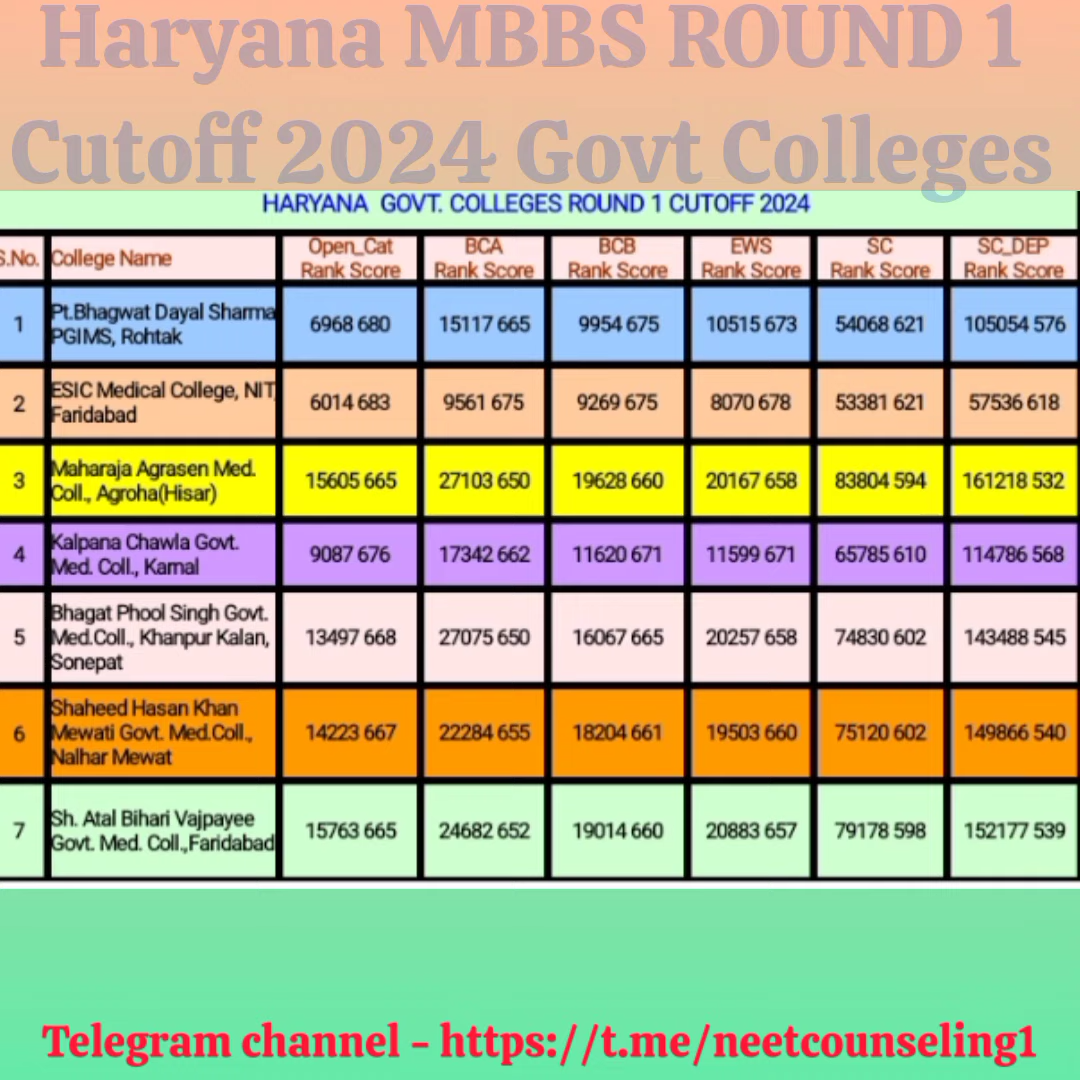 Haryana MBBS ROUND 1
Cutoff 2024 Govt Colleges
HARYANA GOVT. COLLEGES ROUND 1 CUTOFF 2024
S.No. College Name Open_Cat Rank Score BCA Rank Score BCB Rank Score EWS Rank Score SC Rank Score SC_DEP Rank Score
1 Pt.Bhagwat Dayal Sharma PGIMS, Rohtak 6968 680 15117 665 9954 675 10515 673 54068 621 105054 576
2 ESIC Medical College, NIT Faridabad 6014 683 9561 675 9269 675 8070 678 53381 621 57536 618
3 Maharaja Agrasen Med. Coll., Agroha(Hisar) 15605 665 27103 650 19628 660 20167 658 83804 594 161218 532
4 Kalpana Chawla Govt. Med. Coll., Karnal 9087 676 17342 662 11620 671 11599 671 65785 610 114786 568
5 Bhagat Phool Singh Govt. Med.Coll., Khanpur Kalan, Sonepat 13497 668 27075 650 16067 665 20257 658 74830 602 143488 545
6 Shaheed Hasan Khan Mewati Govt. Med.Coll., Nalhar Mewat 14223 667 22284 655 18204 661 19503 660 75120 602 149866 540
7 Sh. Atal Bihari Vajpayee Govt. Med. Coll.,Faridabad 15763 665 24682 652 19014 660 20883 657 79178 598 152177 539
Telegram channel - https://t.me/neetcounseling1